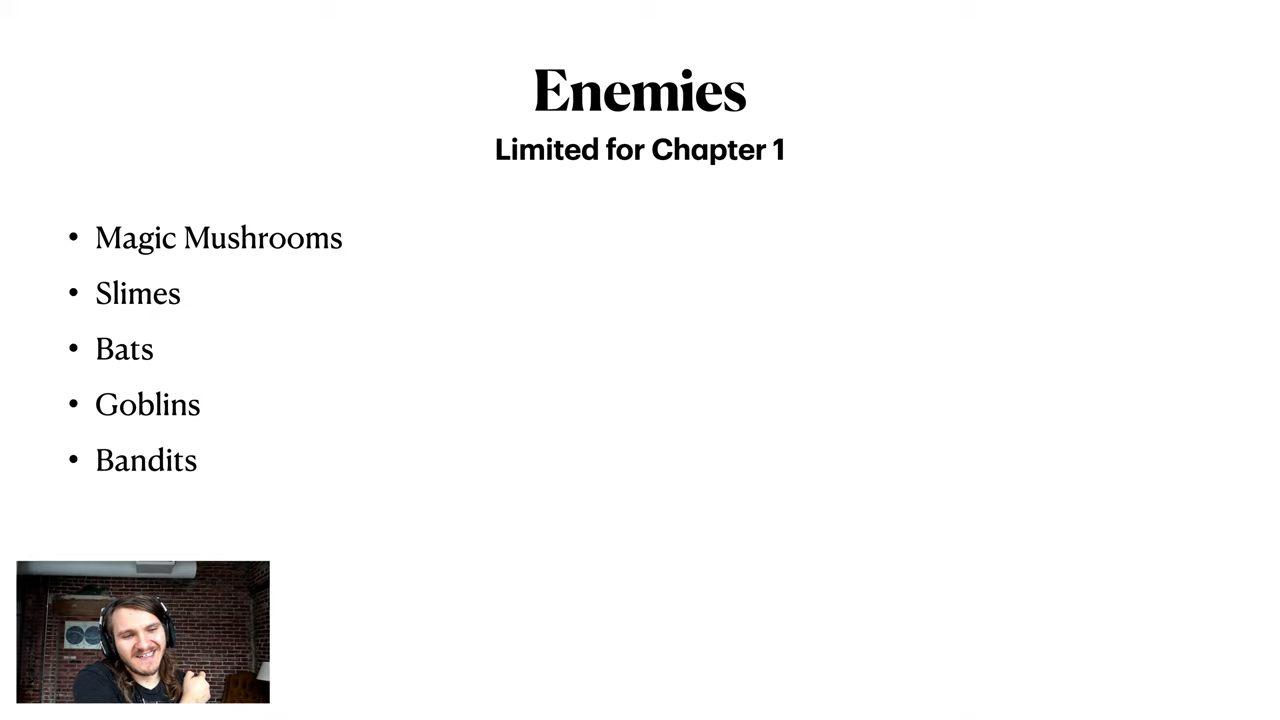 Enemies
Limited for Chapter 1
• Magic Mushrooms
• Slimes
• Bats
• Goblins
• Bandits